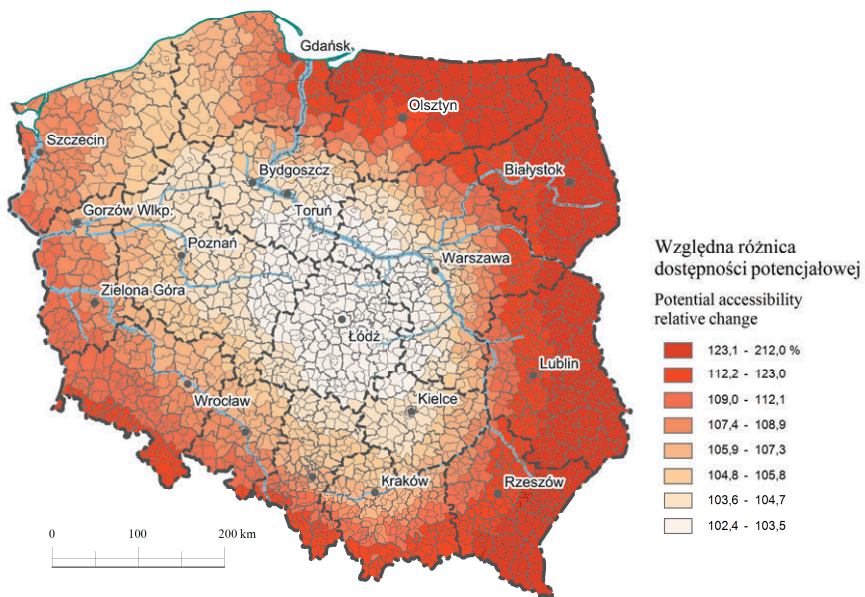 Gdańsk
Olsztyn
Szczecin
Białystok
Bydgoszcz
Toruń
Gorzów Wlkp.
Poznań
Warszawa
Zielona Góra
Łódź
Lublin
Wrocław
Kielce
Kraków
Rzeszów
0 100 200 km
Względna różnica
dostępności potencjałowej
Potential accessibility
relative change
123,1 - 212,0 %
112,2 - 123,0
109,0 - 112,1
107,4 - 108,9
105,9 - 107,3
104,8 - 105,8
103,6 - 104,7
102,4 - 103,5